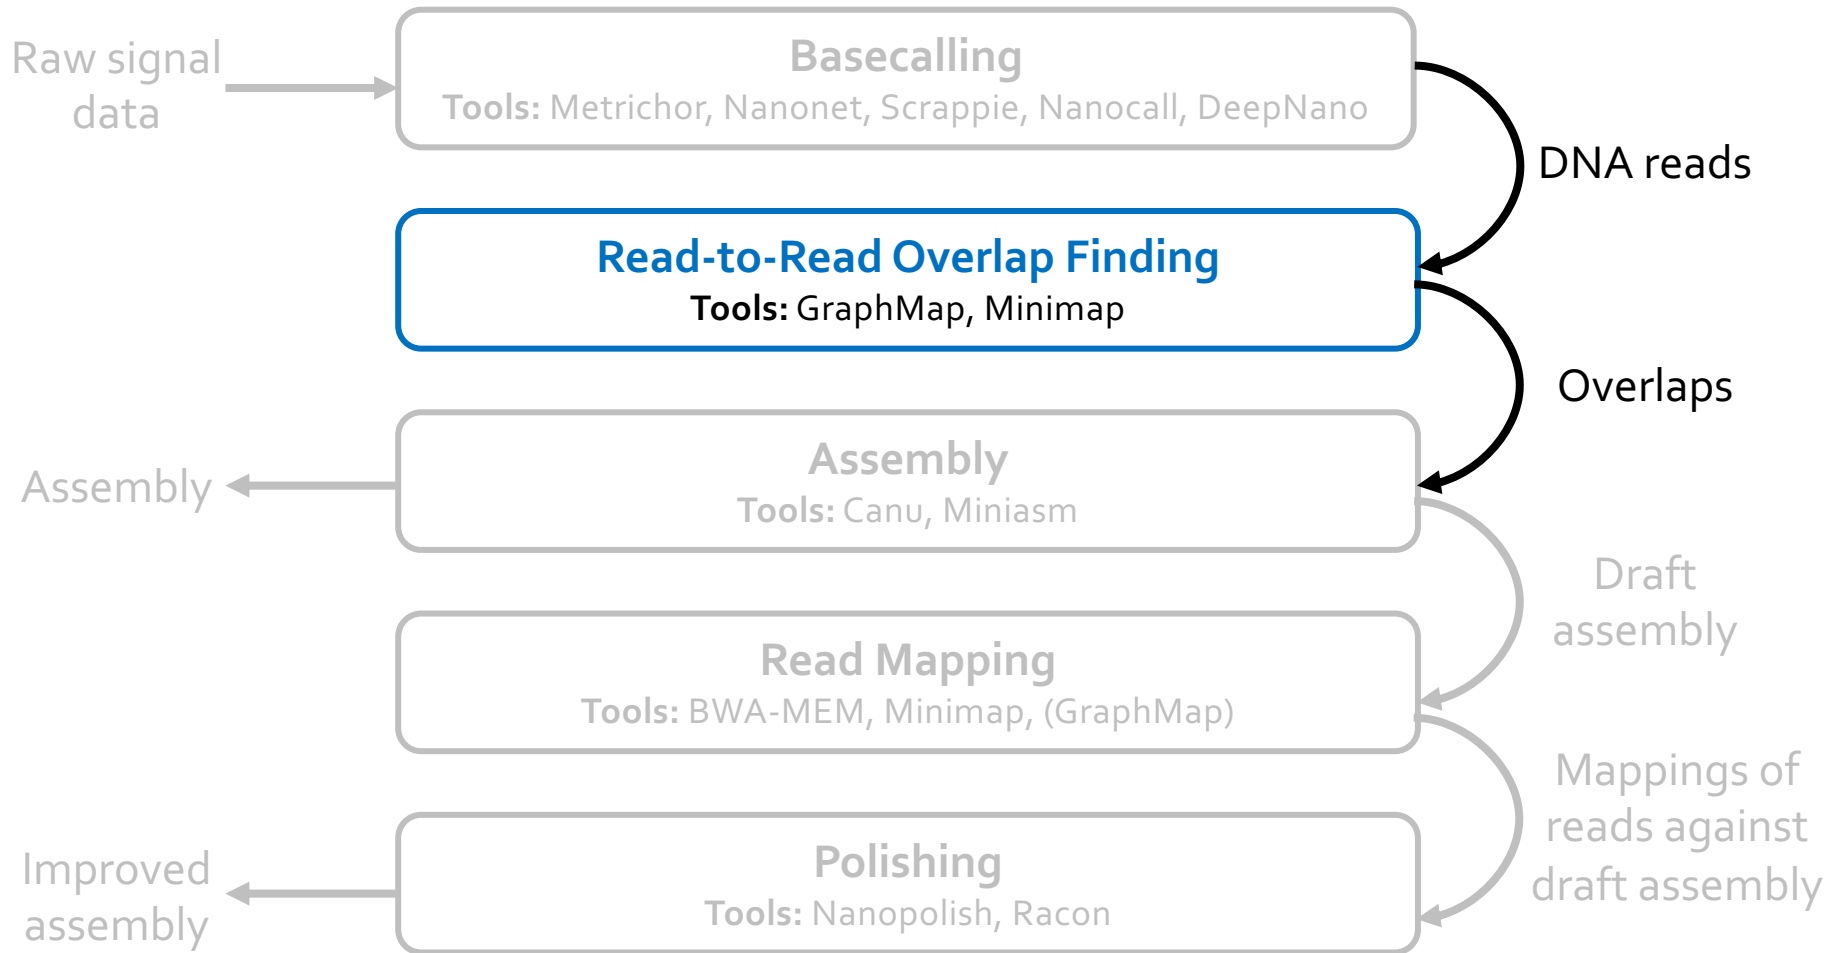 Raw signal
data
Basecalling
Tools: Metrichor, Nanonet, Scrappie, Nanocall, DeepNano
DNA reads
Read-to-Read Overlap Finding
Tools: GraphMap, Minimap
Overlaps
Assembly
Assembly
Tools: Canu, Miniasm
Draft
assembly
Read Mapping
Tools: BWA-MEM, Minimap, (GraphMap)
Mappings of
reads against
draft assembly
Improved
assembly
Polishing
Tools: Nanopolish, Racon